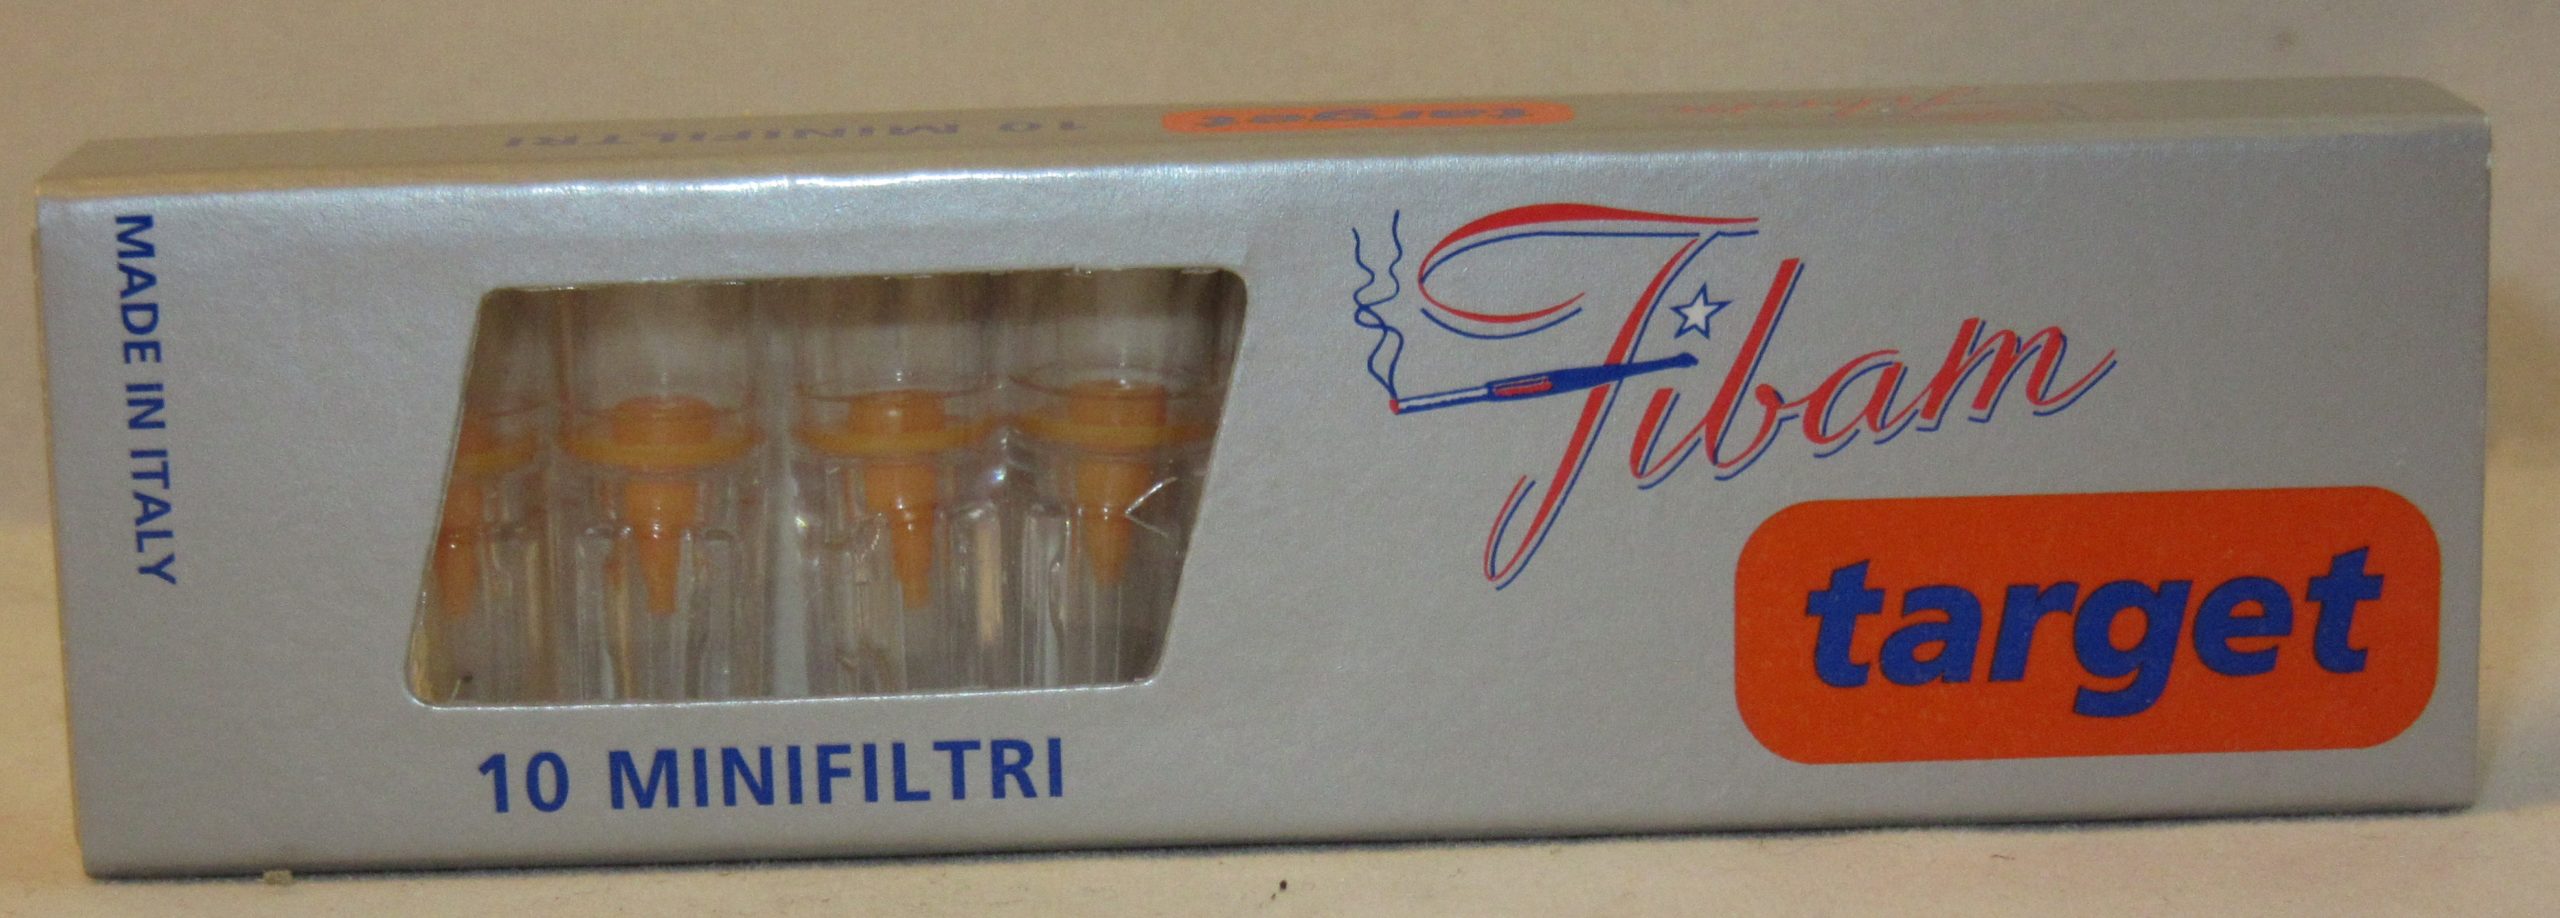 10 MINIFILTRI
target
MADE IN ITALY
Fibam
target
10 MINIFILTRI